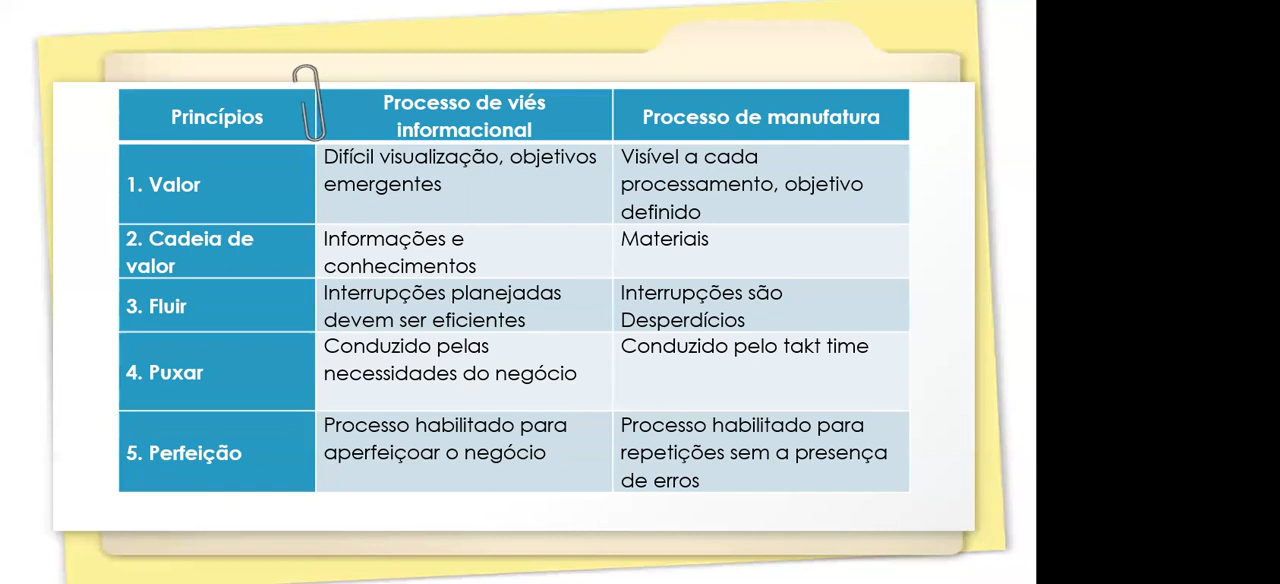 Princípios
Processo de viés
informacional
Processo de manufatura
1. Valor
Difícil visualização, objetivos
emergentes
Visível a cada
processamento, objetivo
definido
2. Cadeia de
valor
Informações e
conhecimentos
Materiais
3. Fluir
Interrupções planejadas
devem ser eficientes
Interrupções são
Desperdícios
4. Puxar
Conduzido pelas
necessidades do negócio
Conduzido pelo takt time
5. Perfeição
Processo habilitado para
aperfeiçoar o negócio
Processo habilitado para
repetições sem a presença
de erros